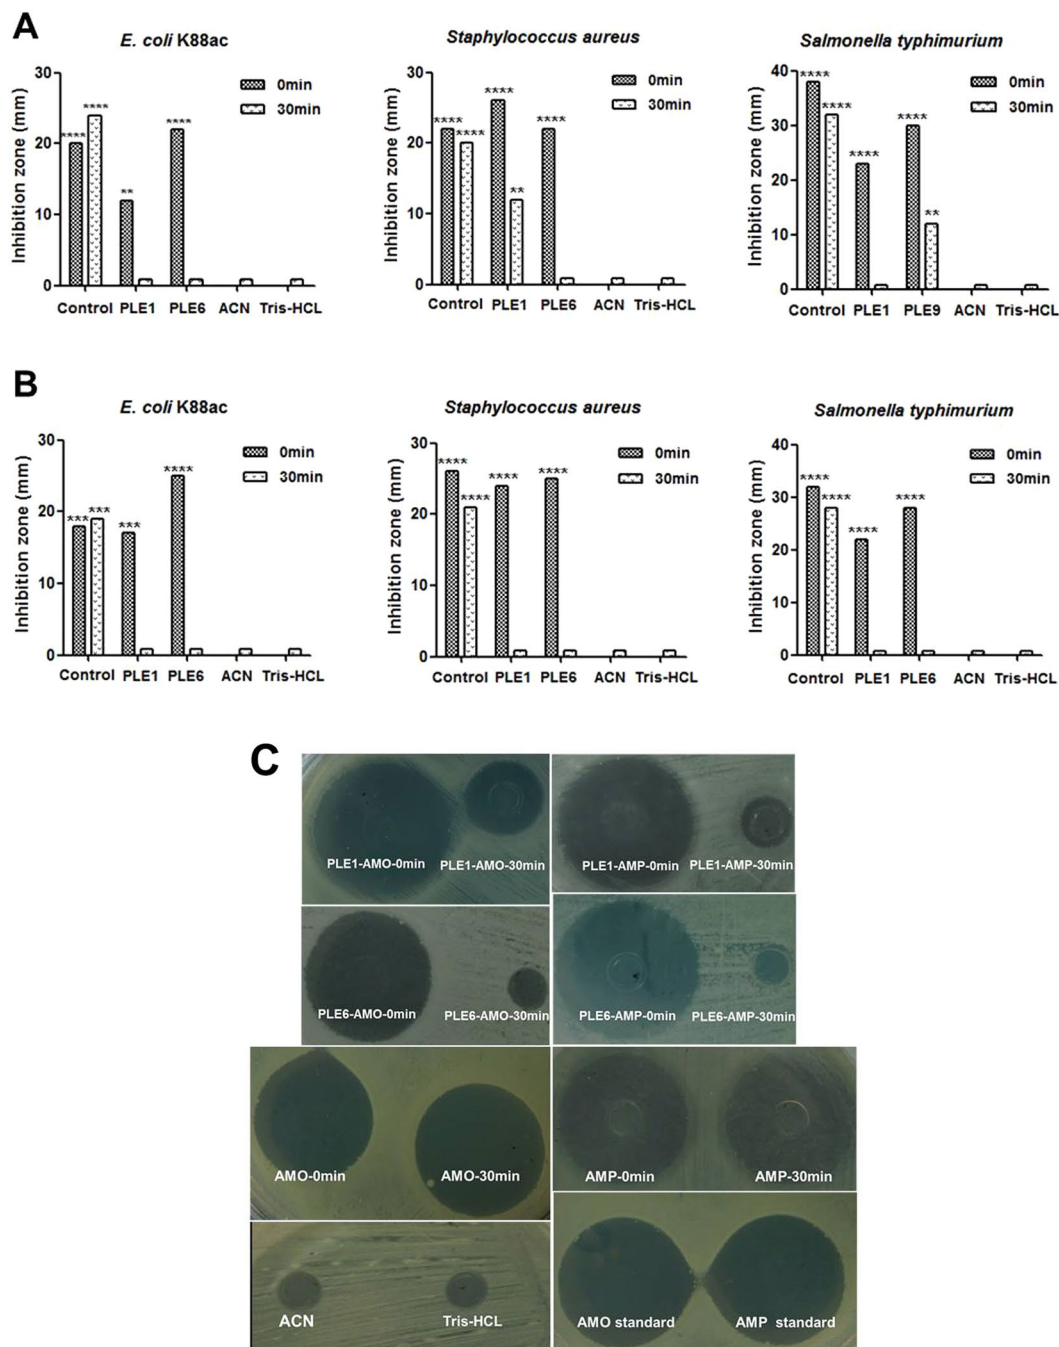 A
E. coli K88ac
Staphylococcus aureus
Salmonella typhimurium
Inhibition zone (mm)
30
20
10
0
0min
30min
****
****
**
****
Control PLE1 PLE6 ACN Tris-HCL
Inhibition zone (mm)
30
20
10
0
0min
30min
****
****
****
**
****
Control PLE1 PLE6 ACN Tris-HCL
Inhibition zone (mm)
40
30
20
10
0
0min
30min
****
****
****
****
**
Control PLE1 PLE9 ACN Tris-HCL
B
E. coli K88ac
Staphylococcus aureus
Salmonella typhimurium
Inhibition zone (mm)
30
20
10
0
0min
30min
***
***
***
****
Control PLE1 PLE6 ACN Tris-HCL
Inhibition zone (mm)
30
20
10
0
0min
30min
****
****
****
****
Control PLE1 PLE6 ACN Tris-HCL
Inhibition zone (mm)
40
30
20
10
0
0min
30min
****
****
****
****
Control PLE1 PLE6 ACN Tris-HCL
C
PLE1-AMO-0min PLE1-AMO-30min
PLE1-AMP-0min PLE1-AMP-30min
PLE6-AMO-0min PLE6-AMO-30min
PLE6-AMP-0min PLE6-AMP-30min
AMO-0min AMO-30min
AMP-0min AMP-30min
ACN Tris-HCL
AMO standard AMP standard